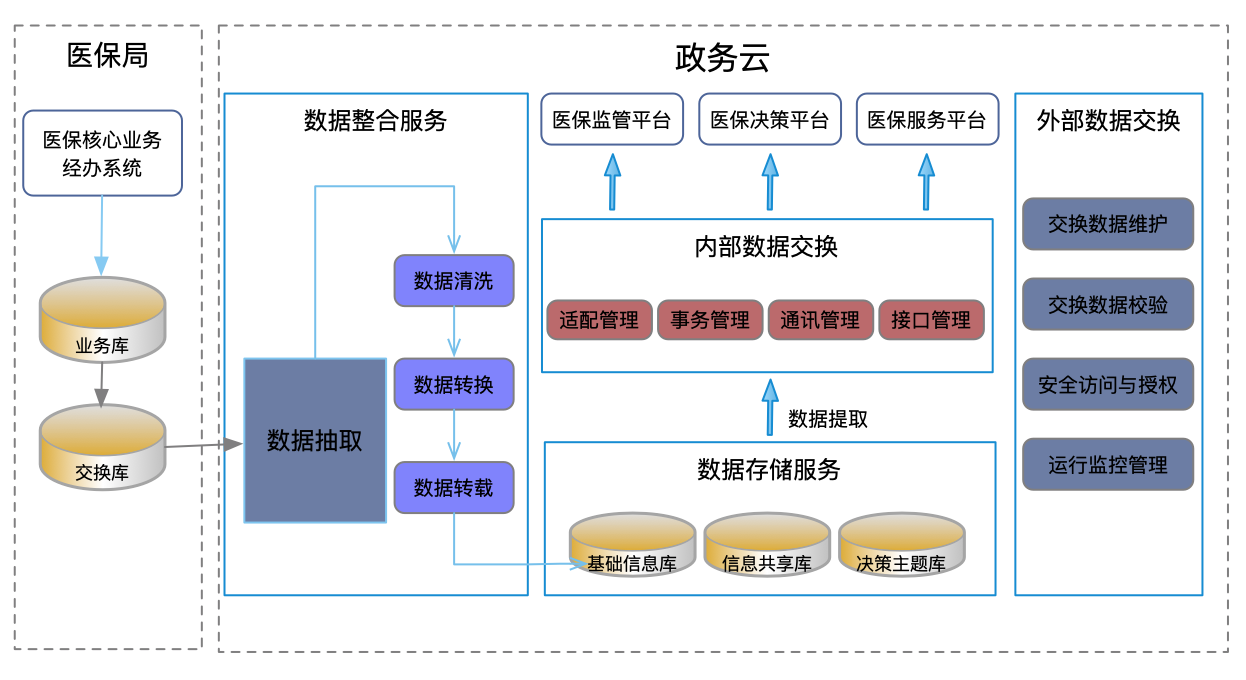 医保局
医保核心业务
经办系统
业务库
交换库
政务云
数据整合服务
数据抽取
数据清洗
数据转换
数据转载
医保监管平台
医保决策平台
医保服务平台
内部数据交换
适配管理
事务管理
通讯管理
接口管理
数据提取
数据存储服务
基础信息库
信息共享库
决策主题库
外部数据交换
交换数据维护
交换数据校验
安全访问与授权
运行监控管理